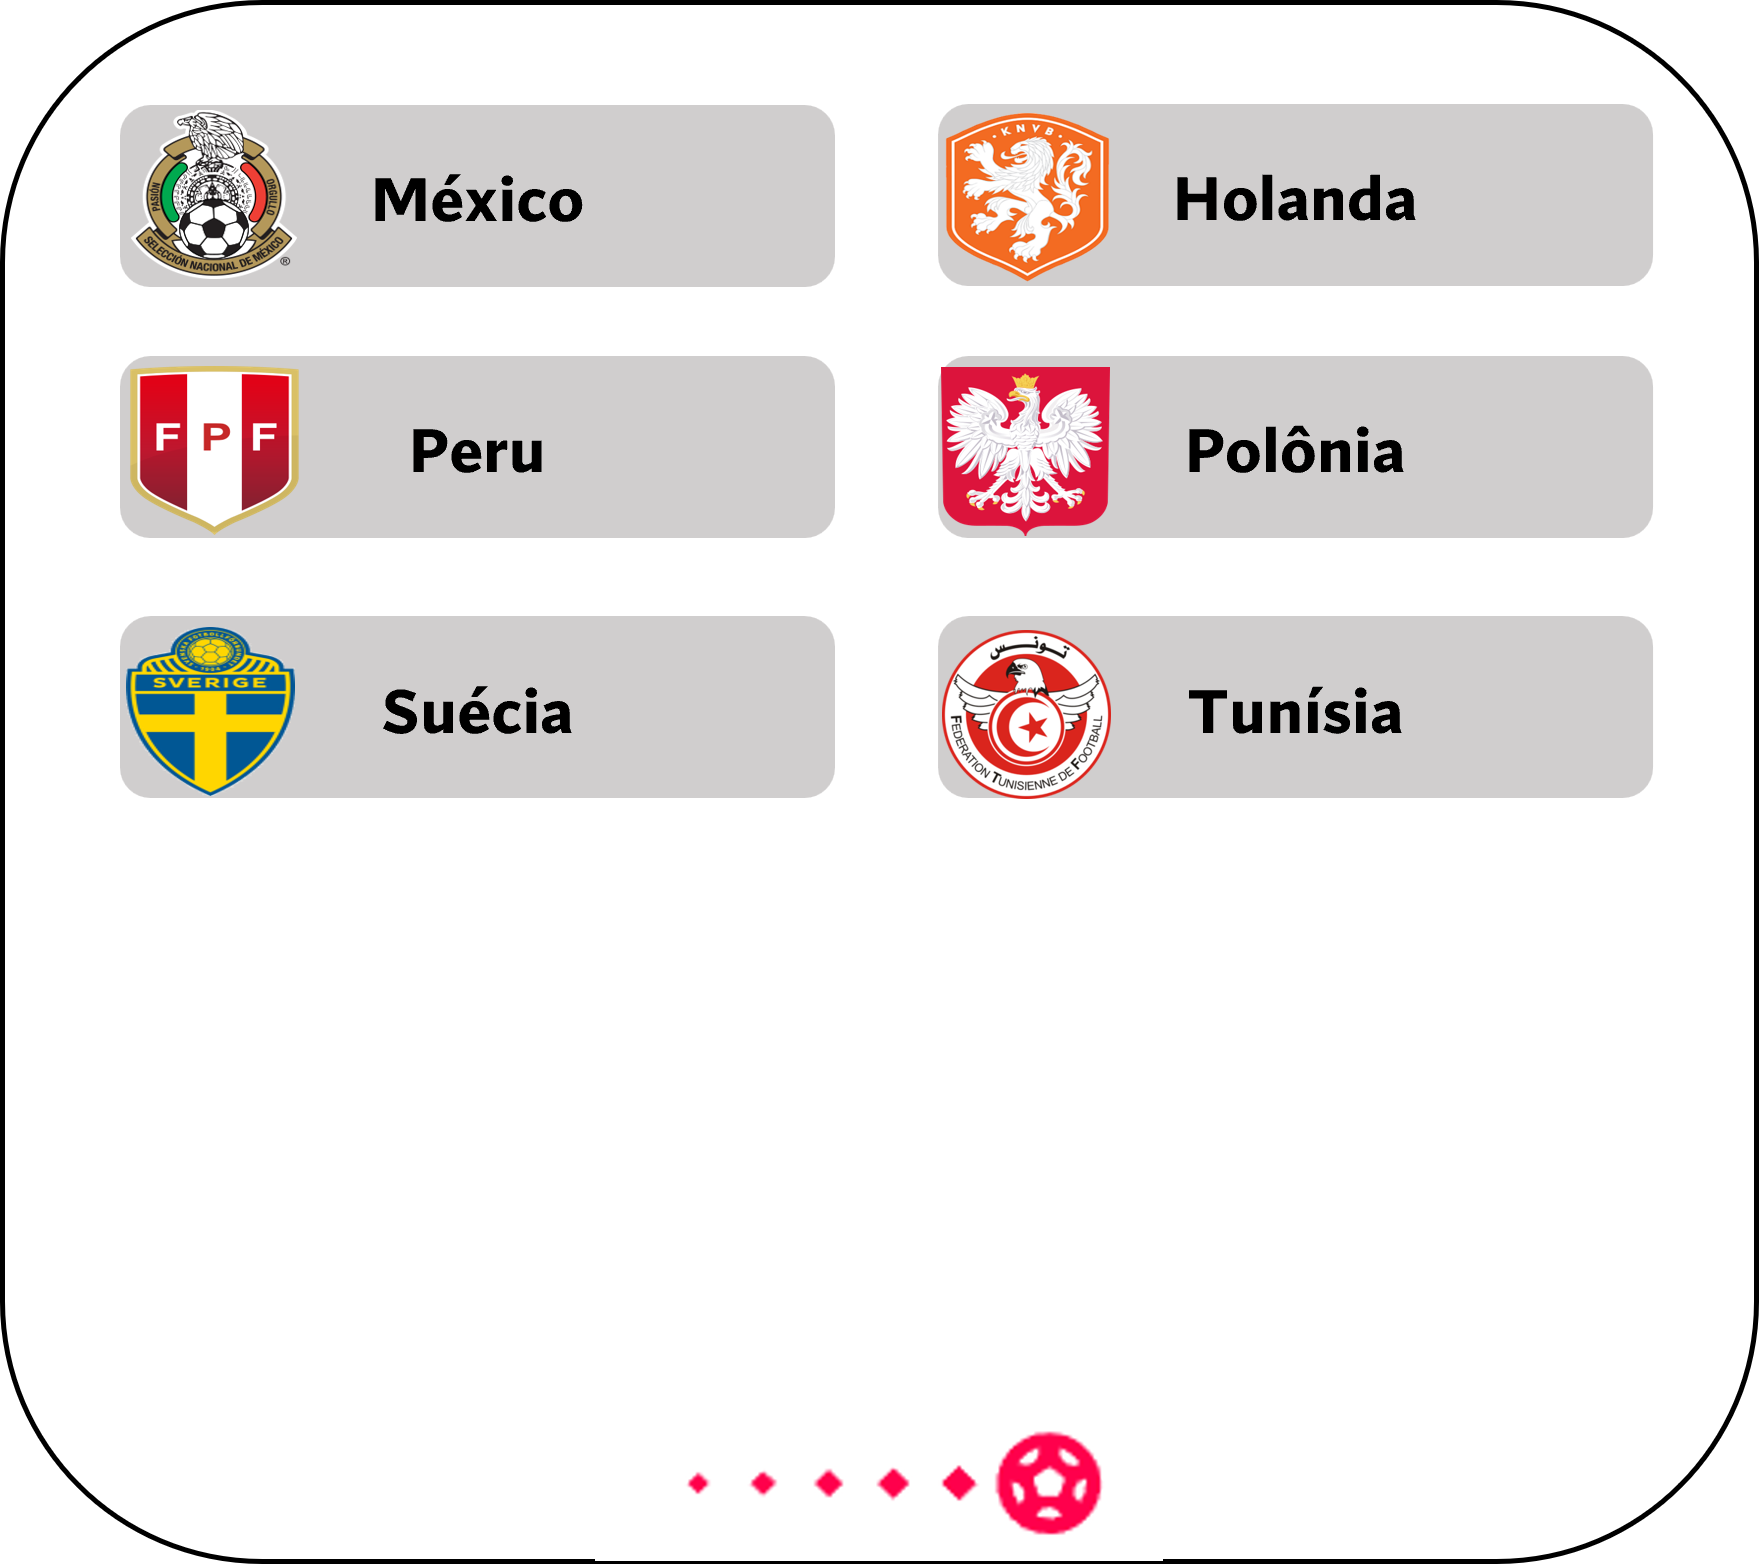 PASIÓN
ORGULLO
SELECCIÓN NACIONAL DE MÉXICO
®
México
·KNVB·
Holanda
FPF
Peru
Polônia
SVERIGE
Suécia
تونس
FEDERATION TUNISIENNE DE FOOTBALL
Tunísia